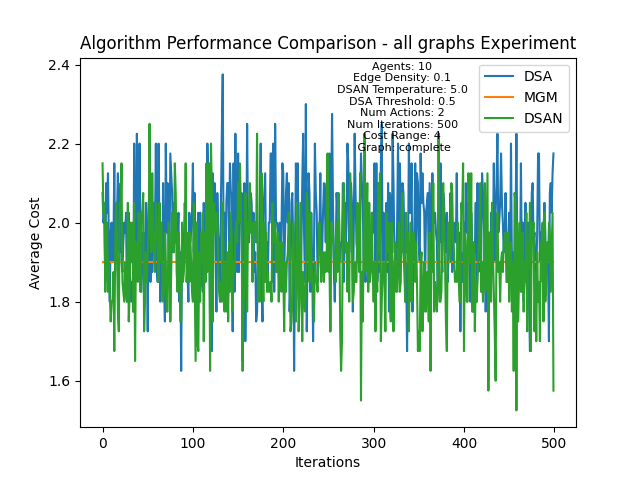 Algorithm Performance Comparison - all graphs Experiment
Agents: 10
Edge Density: 0.1
DSAN Temperature: 5.0
DSA Threshold: 0.5
Num Actions: 2
Num Iterations: 500
Cost Range: 4
Graph: complete
DSA
MGM
DSAN
Average Cost
2.4
2.2
2.0
1.8
1.6
0 100 200 300 400 500
Iterations